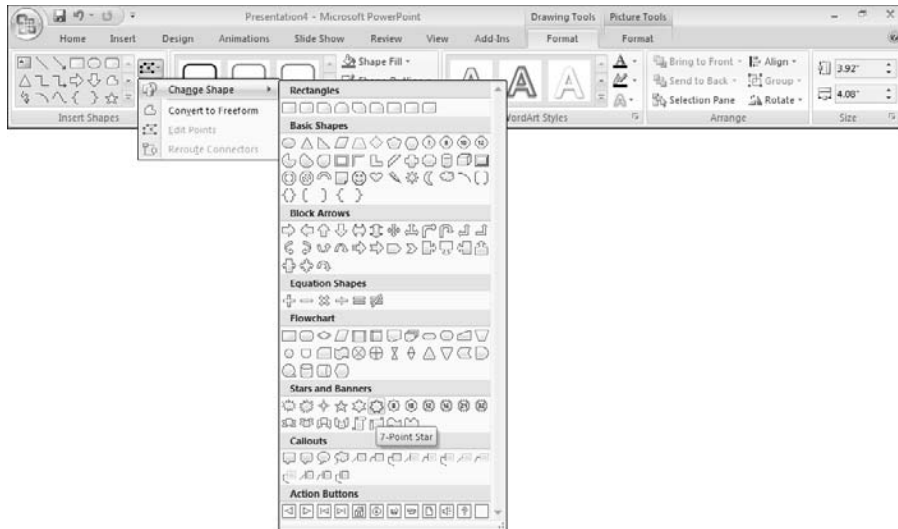 Presentation4 - Microsoft PowerPoint
Drawing Tools
Picture Tools
Home
Insert
Design
Animations
Slide Show
Review
View
Add-Ins
Format
Format
Shape Fill
Bring to Front
Align
3.92"
Change Shape
Send to Back
Group
Convert to Freeform
Selection Pane
Rotate
4.08"
Insert Shapes
Edit Points
WordArt Styles
Arrange
Size
Reroute Connectors
Rectangles
Basic Shapes
Block Arrows
Equation Shapes
Flowchart
Stars and Banners
7-Point Star
Callouts
Action Buttons